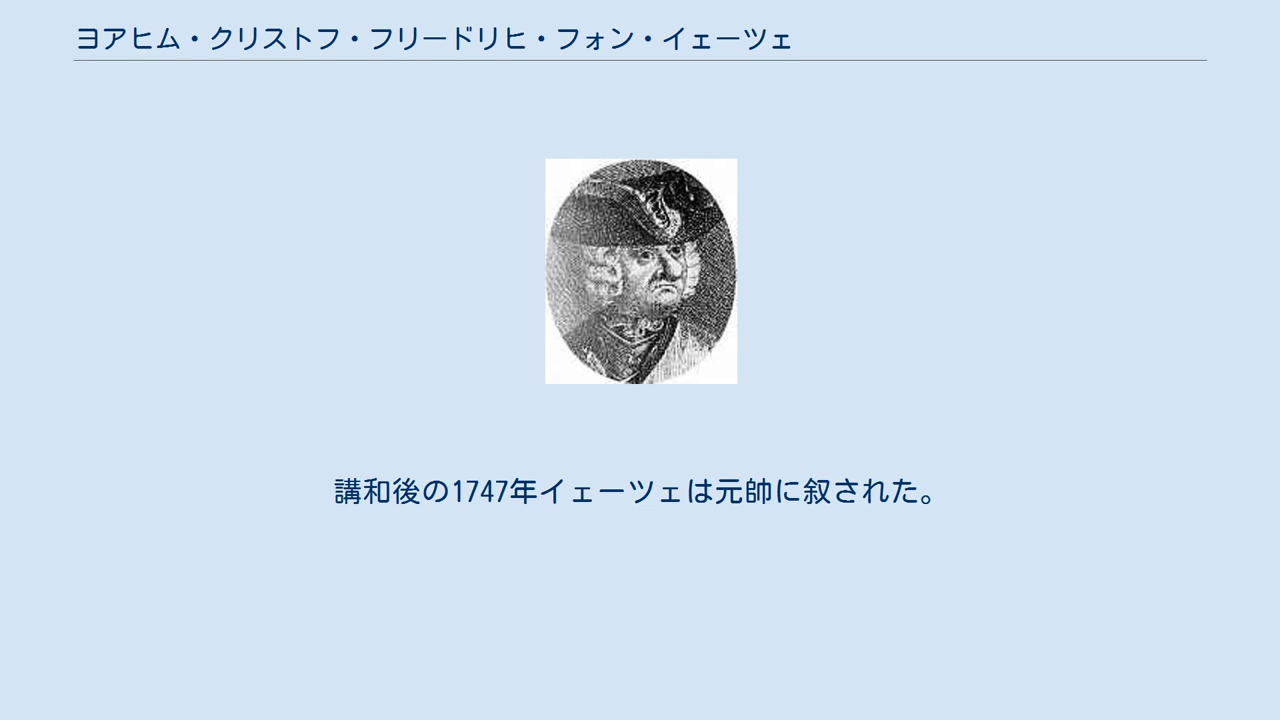 ヨアヒム・クリストフ・フリードリヒ・フォン・イェーツェ
講和後の1747年イェーツェは元帥に叙された。